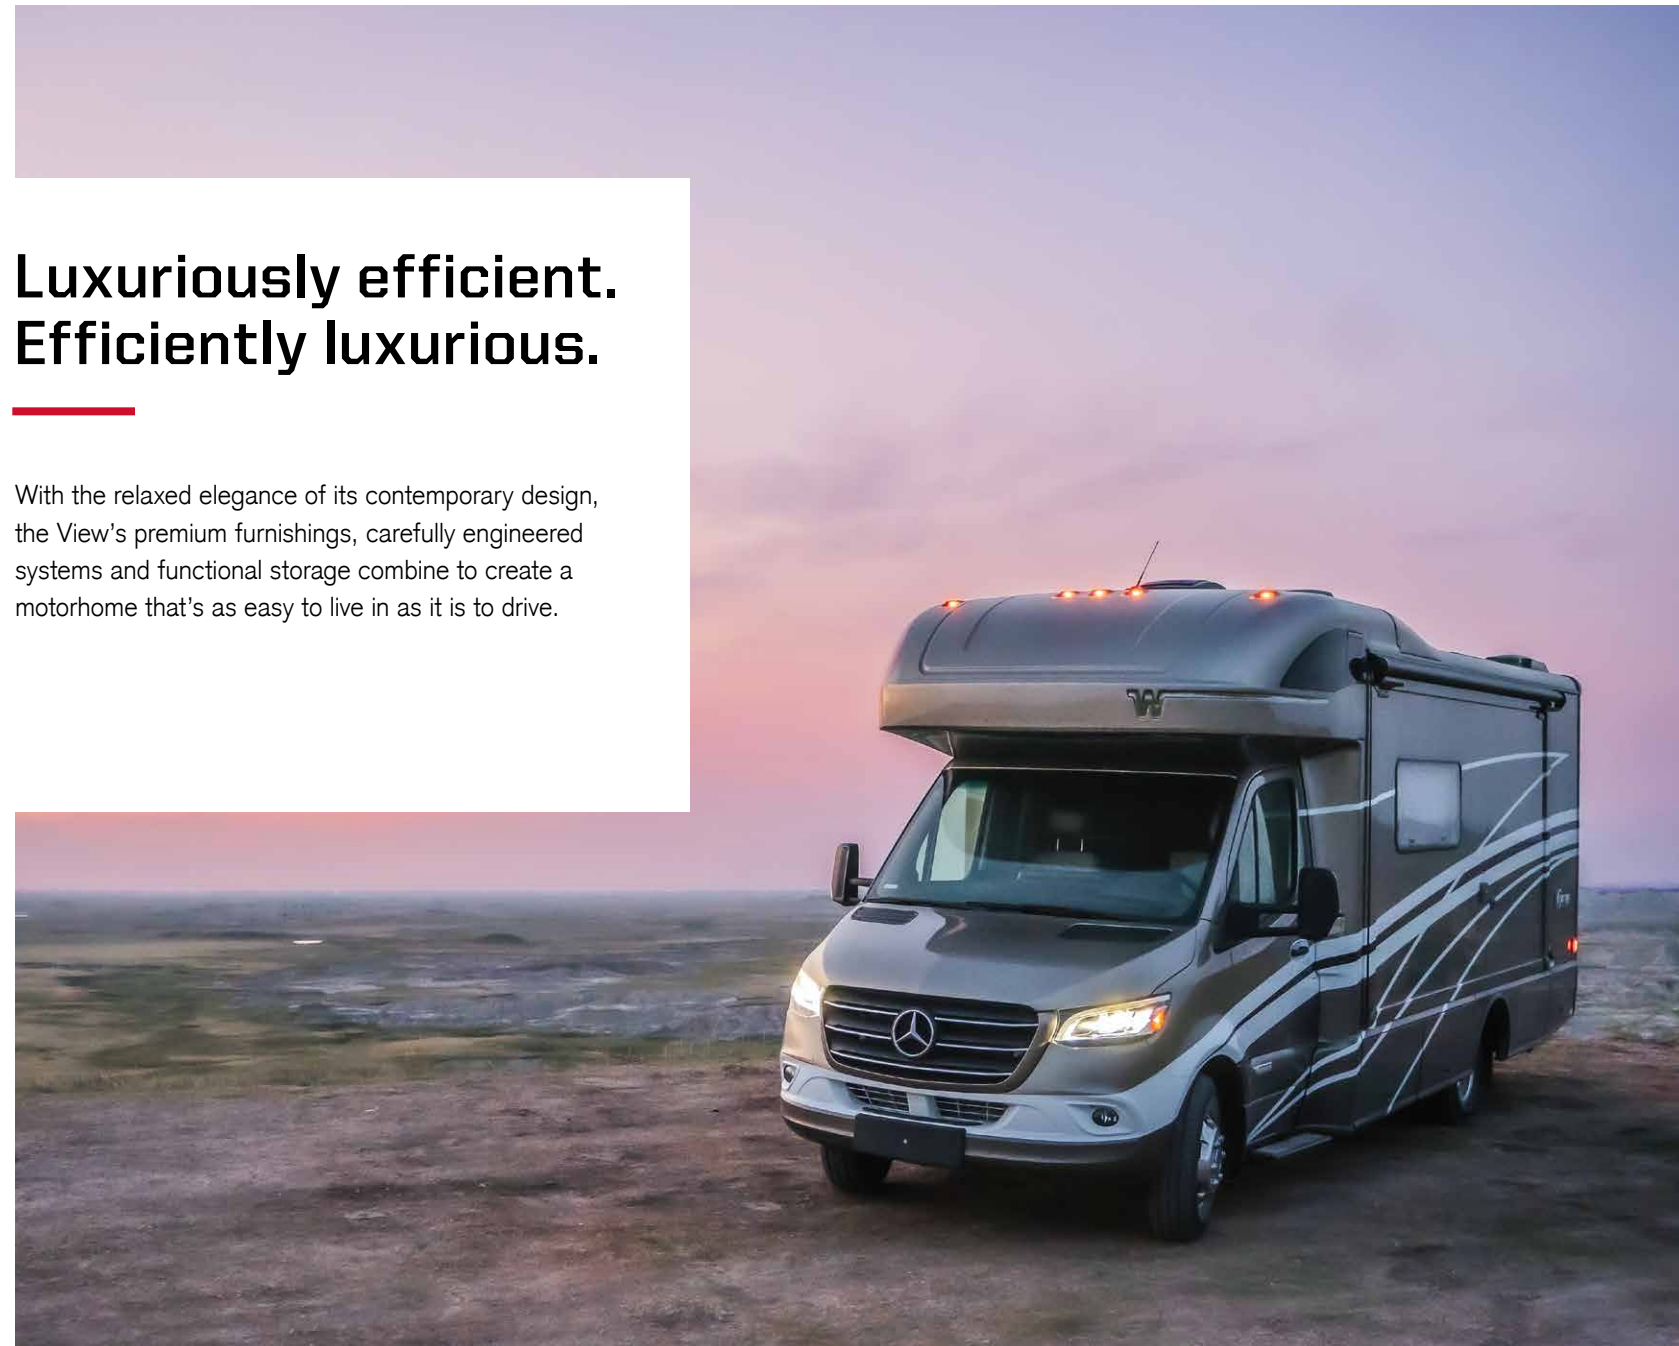 Luxuriously efficient.
Efficiently luxurious.
With the relaxed elegance of its contemporary design,
the View’s premium furnishings, carefully engineered
systems and functional storage combine to create a
motorhome that’s as easy to live in as it is to drive.
W